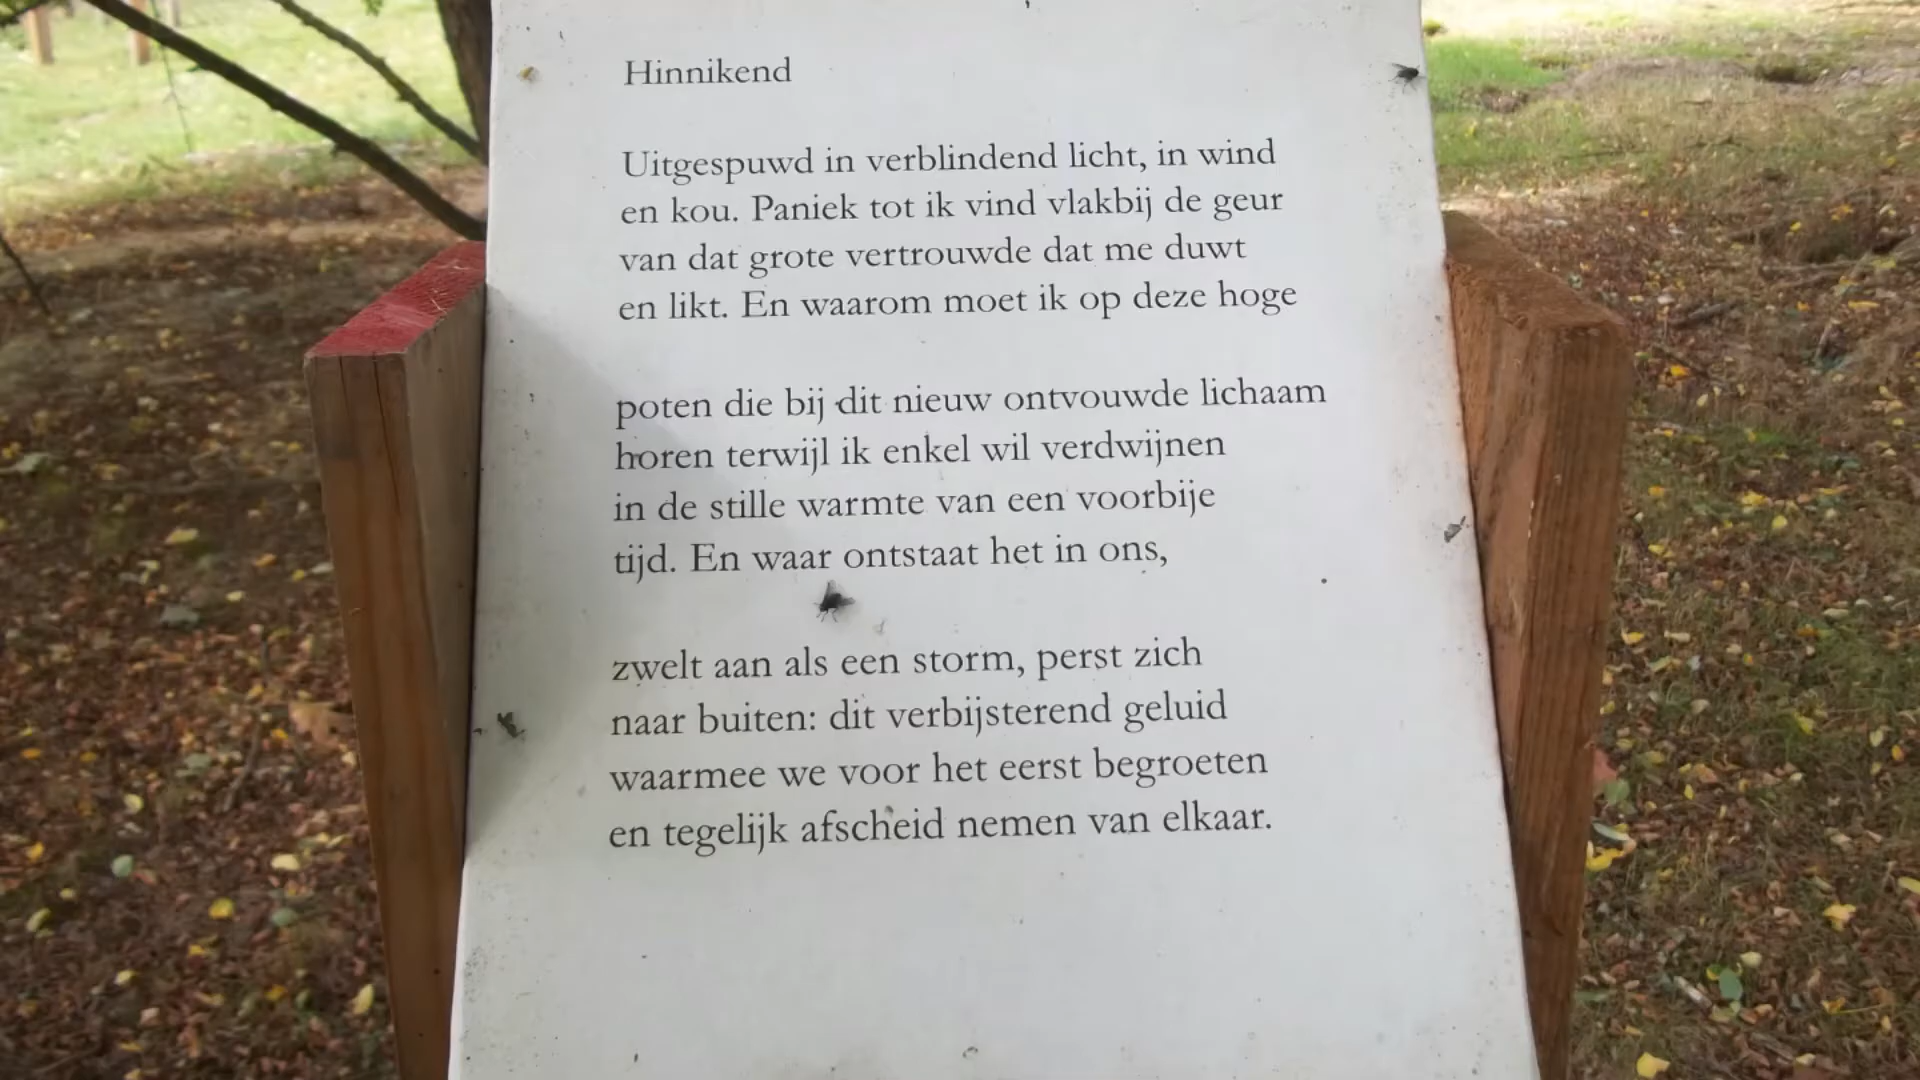 Hinnikend
Uitgespuwd in verblindend licht, in wind
en kou. Paniek tot ik vind vlakbij de geur
van dat grote vertrouwde dat me duwt
en likt. En waarom moet ik op deze hoge
poten die bij dit nieuw ontvouwde lichaam
horen terwijl ik enkel wil verdwijnen
in de stille warmte van een voorbije
tijd. En waar ontstaat het in ons,
zwelt aan als een storm, perst zich
naar buiten: dit verbijsterend geluid
waarmee we voor het eerst begroeten
en tegelijk afscheid nemen van elkaar.